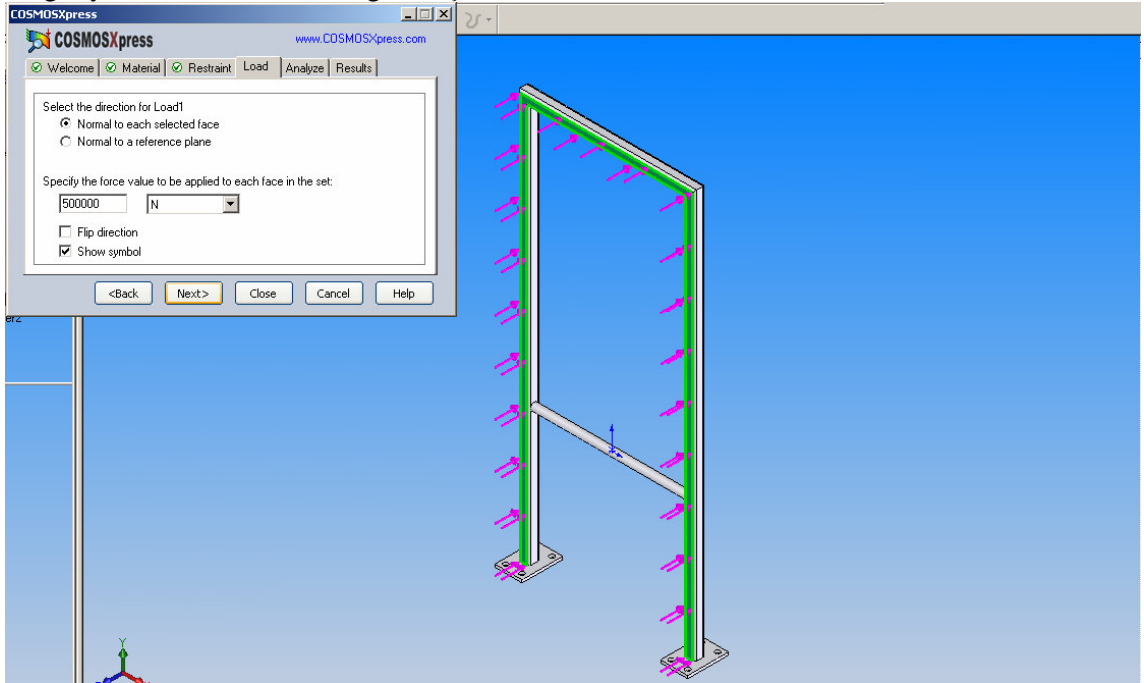 COSMOSXpress
COSMOSXpress
www.COSMOSXpress.com
Welcome Material Restraint Load Analyze Results
Select the direction for Load1
Normal to each selected face
Normal to a reference plane
Specify the force value to be applied to each face in the set:
500000 N
Flip direction
Show symbol
<Back Next> Close Cancel Help
er2
Y